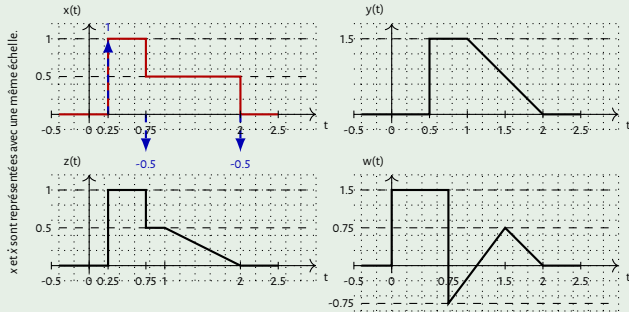 x et ẋ sont représentées avec une même échelle.
x(t)
1
1
0.5
-0.5 0 0.25 0.75 2 2.5 t
-0.5 -0.5
y(t)
1.5
-0.5 0 0.5 1 1.5 2 2.5 t
z(t)
1
0.5
-0.5 0 0.25 0.75 1 2 2.5 t
w(t)
1.5
0.75
-0.5 0 0.75 1.5 2 2.5 t
-0.75